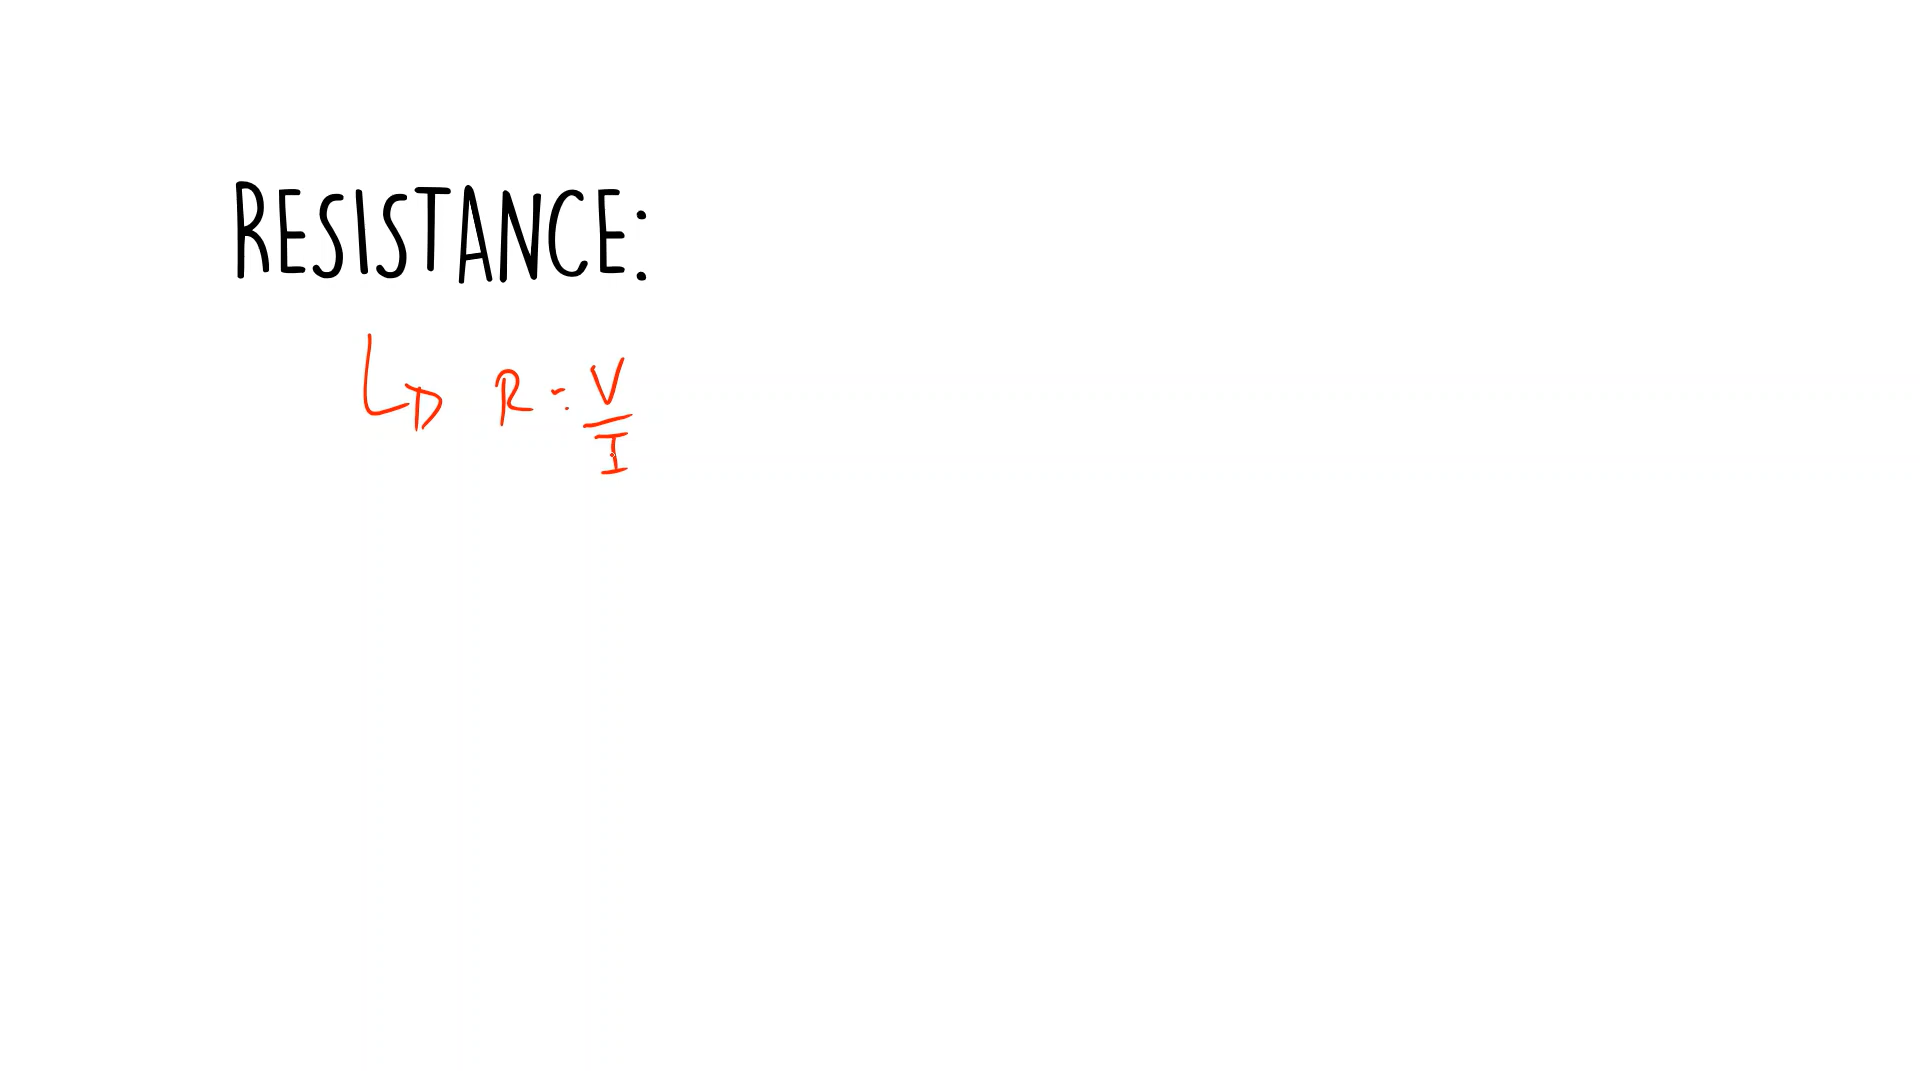 RESISTANCE:
↳ R = V/I